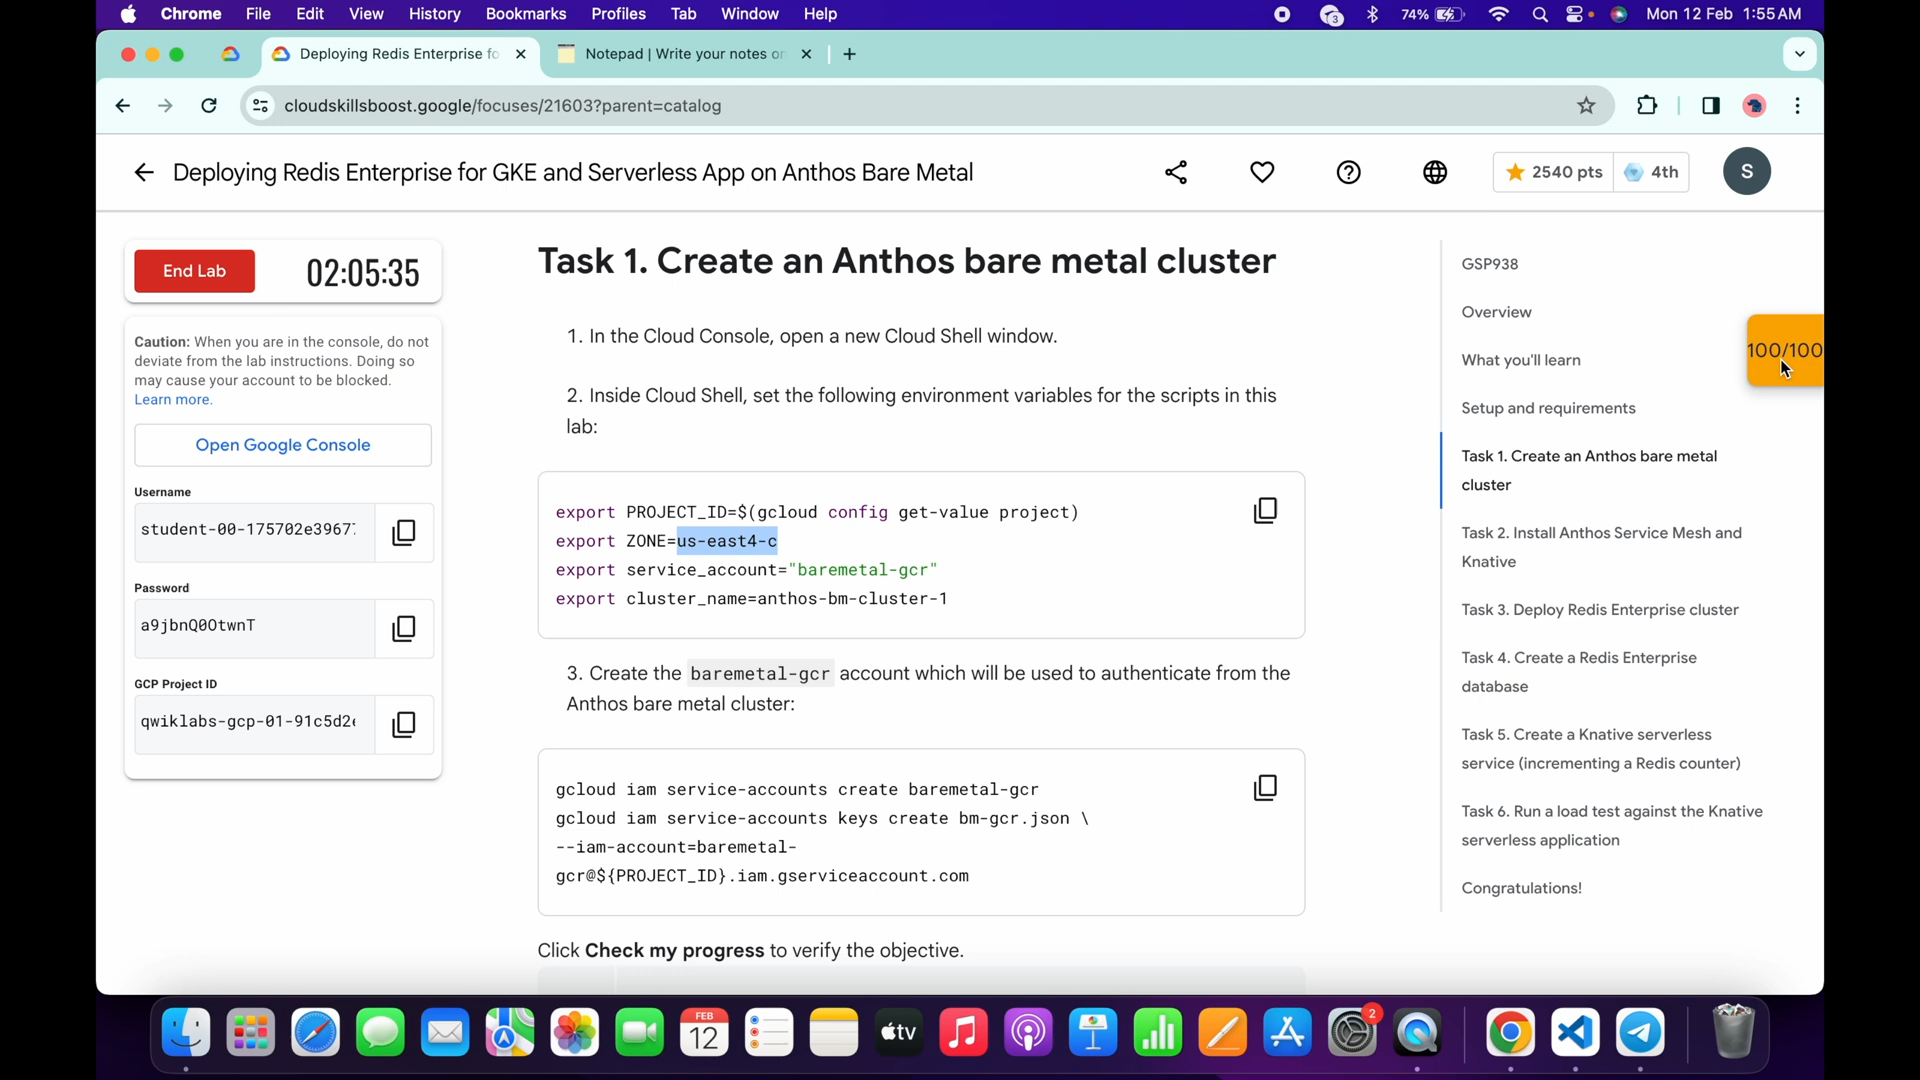 Chrome File Edit View History Bookmarks Profiles Tab Window Help 3 74% Mon 12 Feb 1:55 AM
Deploying Redis Enterprise fo Notepad | Write your notes on
cloudskillsboost.google/focuses/21603?parent=catalog
Deploying Redis Enterprise for GKE and Serverless App on Anthos Bare Metal 2540 pts 4th S
End Lab 02:05:35
Caution: When you are in the console, do not
deviate from the lab instructions. Doing so
may cause your account to be blocked.
Learn more.
Open Google Console
Username
student-00-175702e3967
Password
a9jbnQ0OtwnT
GCP Project ID
qwiklabs-gcp-01-91c5d2
Task 1. Create an Anthos bare metal cluster
1. In the Cloud Console, open a new Cloud Shell window.
2. Inside Cloud Shell, set the following environment variables for the scripts in this
lab:
export PROJECT_ID=$(gcloud config get-value project)
export ZONE=us-east4-c
export service_account="baremetal-gcr"
export cluster_name=anthos-bm-cluster-1
3. Create the baremetal-gcr account which will be used to authenticate from the
Anthos bare metal cluster:
gcloud iam service-accounts create baremetal-gcr
gcloud iam service-accounts keys create bm-gcr.json \
--iam-account=baremetal-
gcr@${PROJECT_ID}.iam.gserviceaccount.com
Click Check my progress to verify the objective.
GSP938
Overview
What you'll learn
Setup and requirements
Task 1. Create an Anthos bare metal
cluster
Task 2. Install Anthos Service Mesh and
Knative
Task 3. Deploy Redis Enterprise cluster
Task 4. Create a Redis Enterprise
database
Task 5. Create a Knative serverless
service (incrementing a Redis counter)
Task 6. Run a load test against the Knative
serverless application
Congratulations!
100/100
FEB
12
tv
2